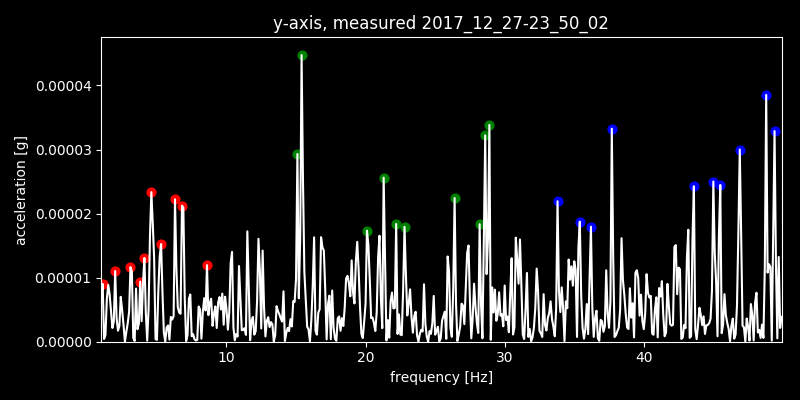 y-axis, measured 2017_12_27-23_50_02
0.00004
0.00003
0.00002
0.00001
0.00000
acceleration [g]
10 20 30 40
frequency [Hz]